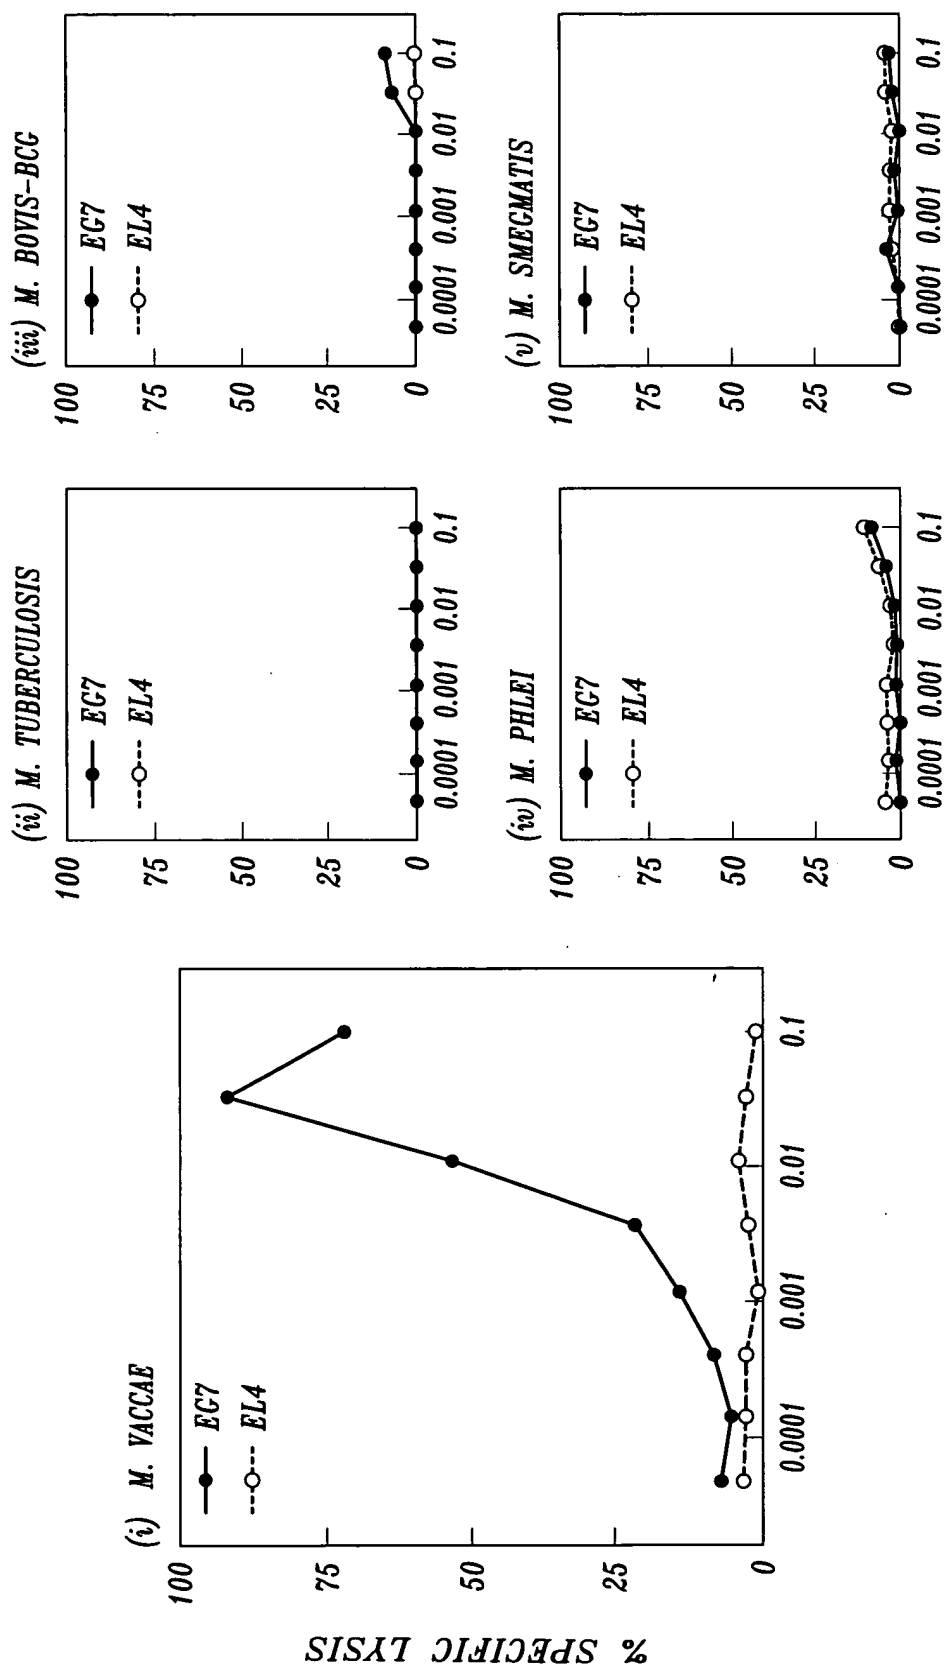 (i) M. VACCAE
EG7
EL4
100
75
50
25
0
0.0001
0.001
0.01
0.1
% SPECIFIC LYSIS
(ii) M. TUBERCULOSIS
EG7
EL4
100
75
50
25
0
0.0001
0.001
0.01
0.1
(iii) M. BOVIS-BCG
EG7
EL4
100
75
50
25
0
0.0001
0.001
0.01
0.1
(iv) M. PHLEI
EG7
EL4
100
75
50
25
0
0.0001
0.001
0.01
0.1
(v) M. SMEGMATIS
EG7
EL4
100
75
50
25
0
0.0001
0.001
0.01
0.1